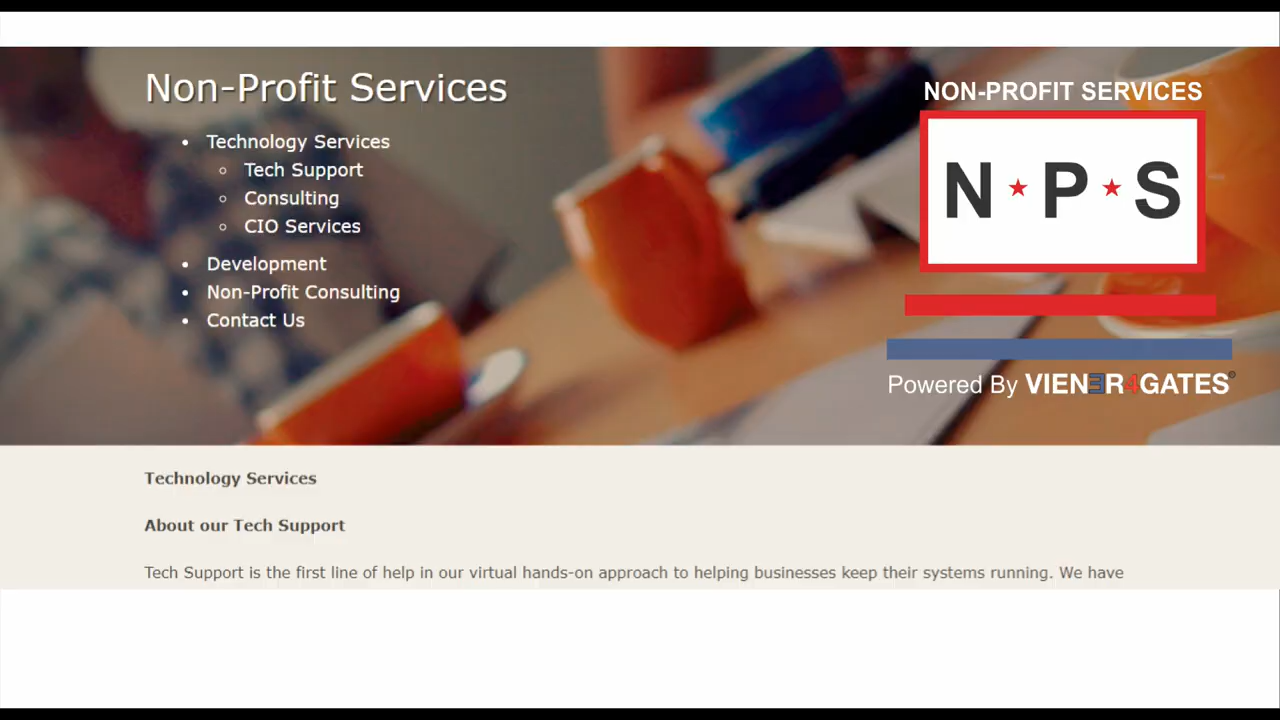 Non-Profit Services
Technology Services
Tech Support
Consulting
CIO Services
Development
Non-Profit Consulting
Contact Us
NON-PROFIT SERVICES
N★P★S
Powered By VIEN3R4GATES®
Technology Services
About our Tech Support
Tech Support is the first line of help in our virtual hands-on approach to helping businesses keep their systems running. We have